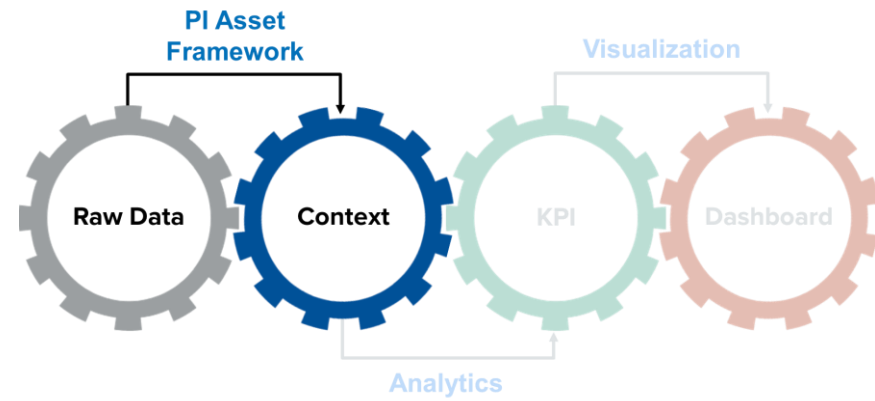 PI Asset
Framework
Visualization
Raw Data
Context
KPI
Dashboard
Analytics